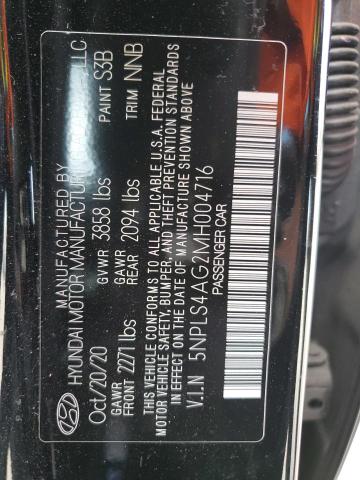 MANUFACTURED BY
HYUNDAI MOTOR MANUFACTURING LLC
Oct/20/20 GVWR 3858 lbs PAINT S3B
GAWR FRONT 2271 lbs GAWR REAR 2094 lbs TRIM NNB
THIS VEHICLE CONFORMS TO ALL APPLICABLE U.S.A. FEDERAL
MOTOR VEHICLE SAFETY, BUMPER, AND THEFT PREVENTION STANDARDS
IN EFFECT ON THE DATE OF MANUFACTURE SHOWN ABOVE
V.I.N 5NPLS4AG2MH004716
PASSENGER CAR